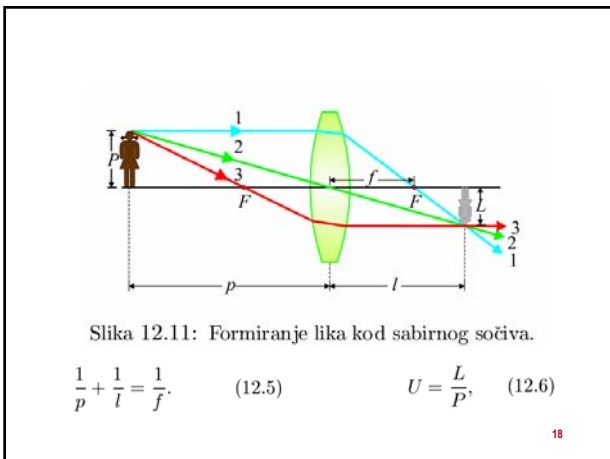 1
2
3
P
f
F
F
L
3
2
1
p
l
Slika 12.11: Formiranje lika kod sabirnog sočiva.
1/p + 1/l = 1/f. (12.5) U = L/P, (12.6)
18